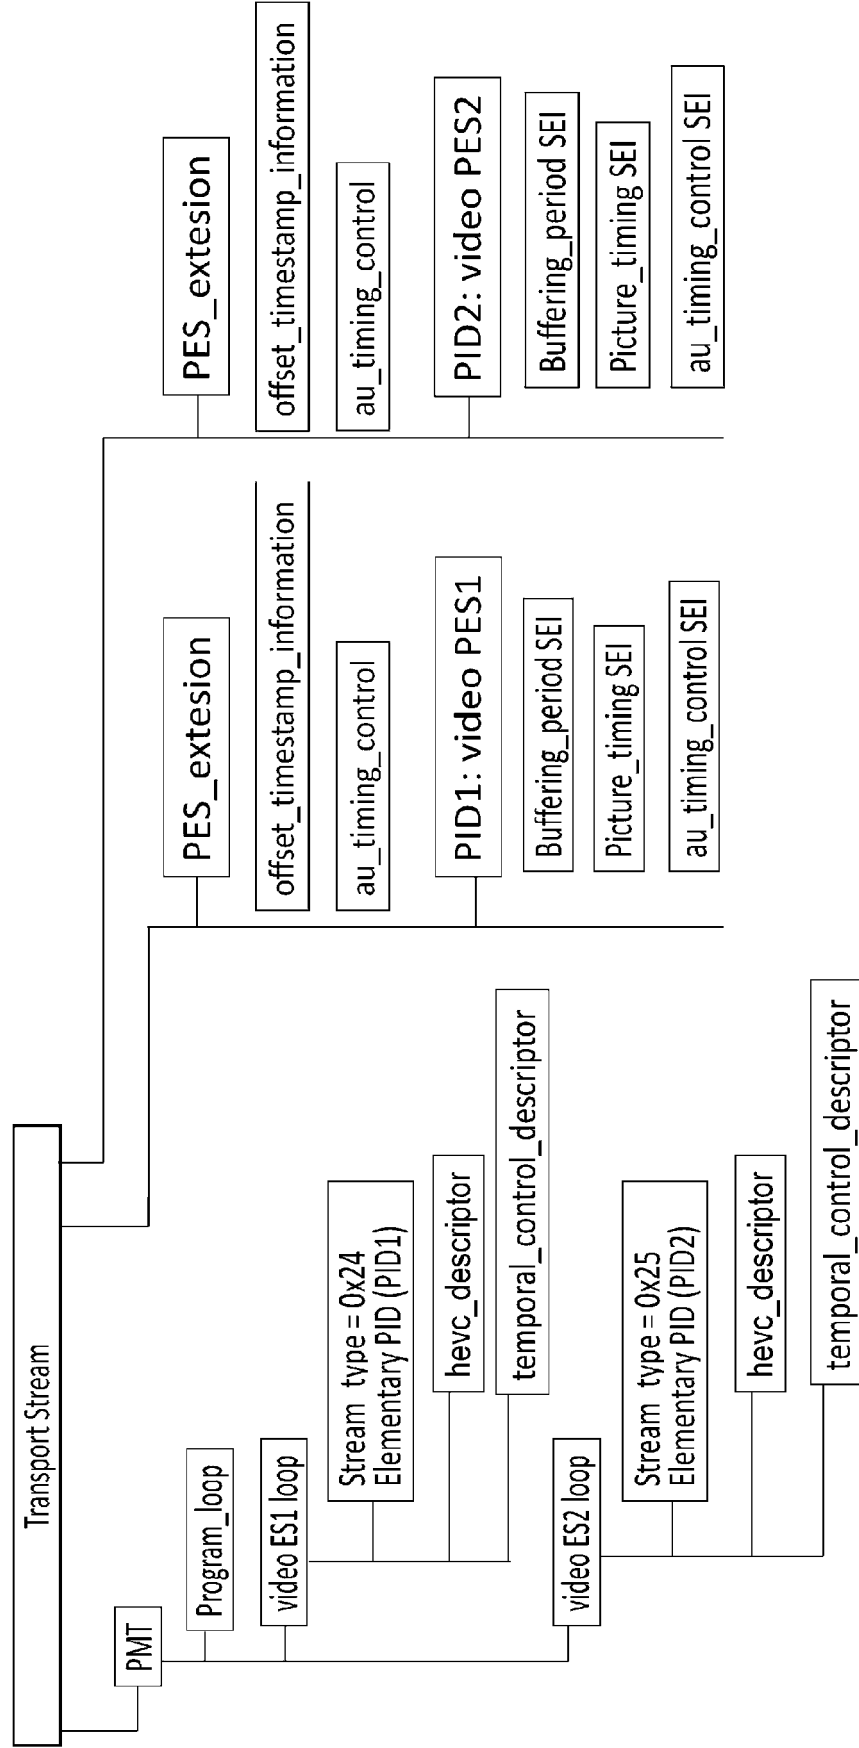 Transport Stream
PMT
Program_loop
video ES1 loop
Stream type = 0x24
Elementary PID (PID1)
hevc_descriptor
temporal_control_descriptor
video ES2 loop
Stream type = 0x25
Elementary PID (PID2)
hevc_descriptor
temporal_control_descriptor
PES_extesion
offset_timestamp_information
au_timing_control
PID1: video PES1
Buffering_period SEI
Picture_timing SEI
au_timing_control SEI
PES_extesion
offset_timestamp_information
au_timing_control
PID2: video PES2
Buffering_period SEI
Picture_timing SEI
au_timing_control SEI